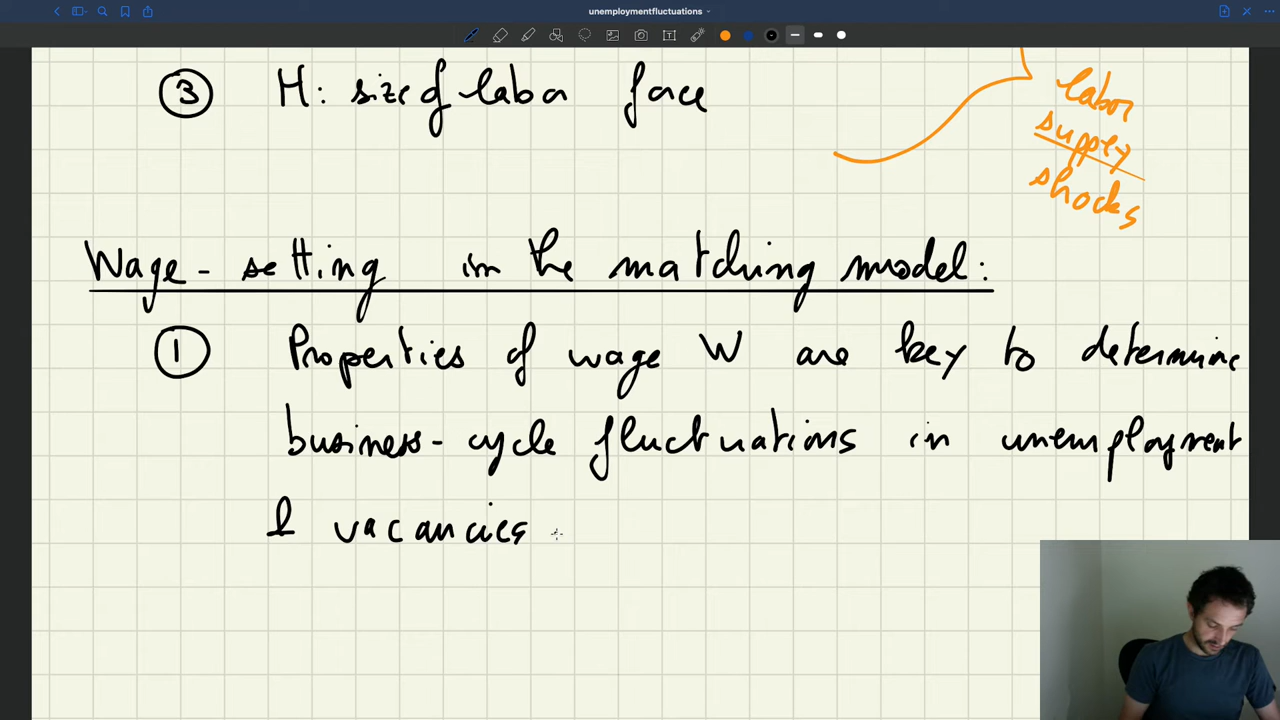 unemploymentfluctuations
③ H: size of labor force
labor
supply
shocks
Wage-setting in the matching model:
① Properties of wage W are key to determine
business-cycle fluctuations in unemployment
& vacancies